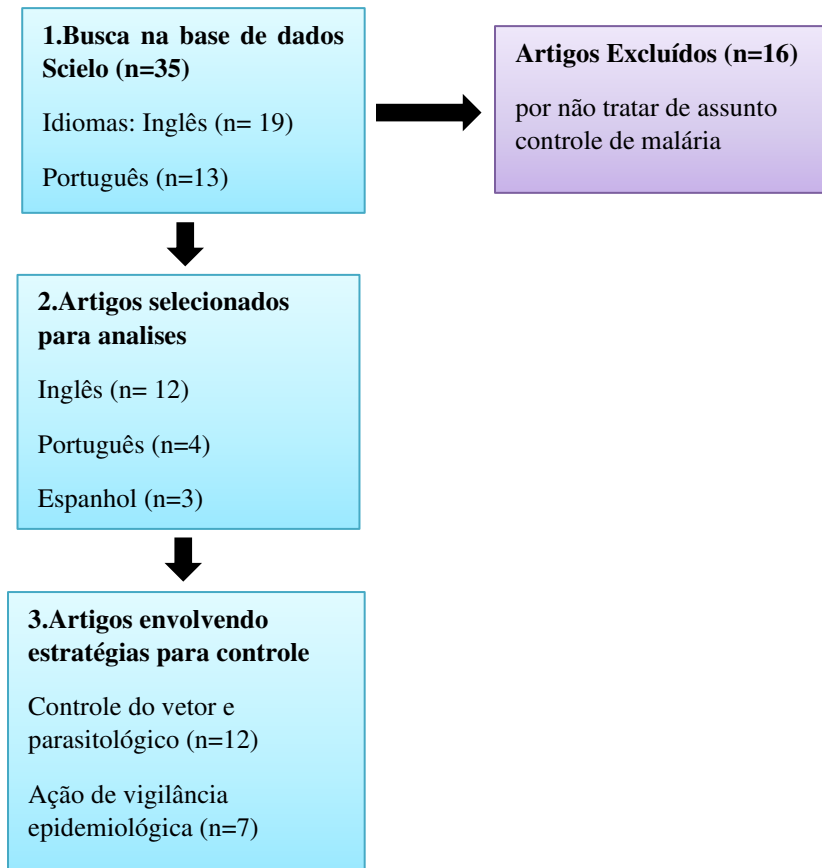 1.Busca na base de dados
Scielo (n=35)
Idiomas: Inglês (n= 19)
Português (n=13)
Artigos Excluídos (n=16)
por não tratar de assunto
controle de malária
2.Artigos selecionados
para analises
Inglês (n= 12)
Português (n=4)
Espanhol (n=3)
3.Artigos envolvendo
estratégias para controle
Controle do vetor e
parasitológico (n=12)
Ação de vigilância
epidemiológica (n=7)